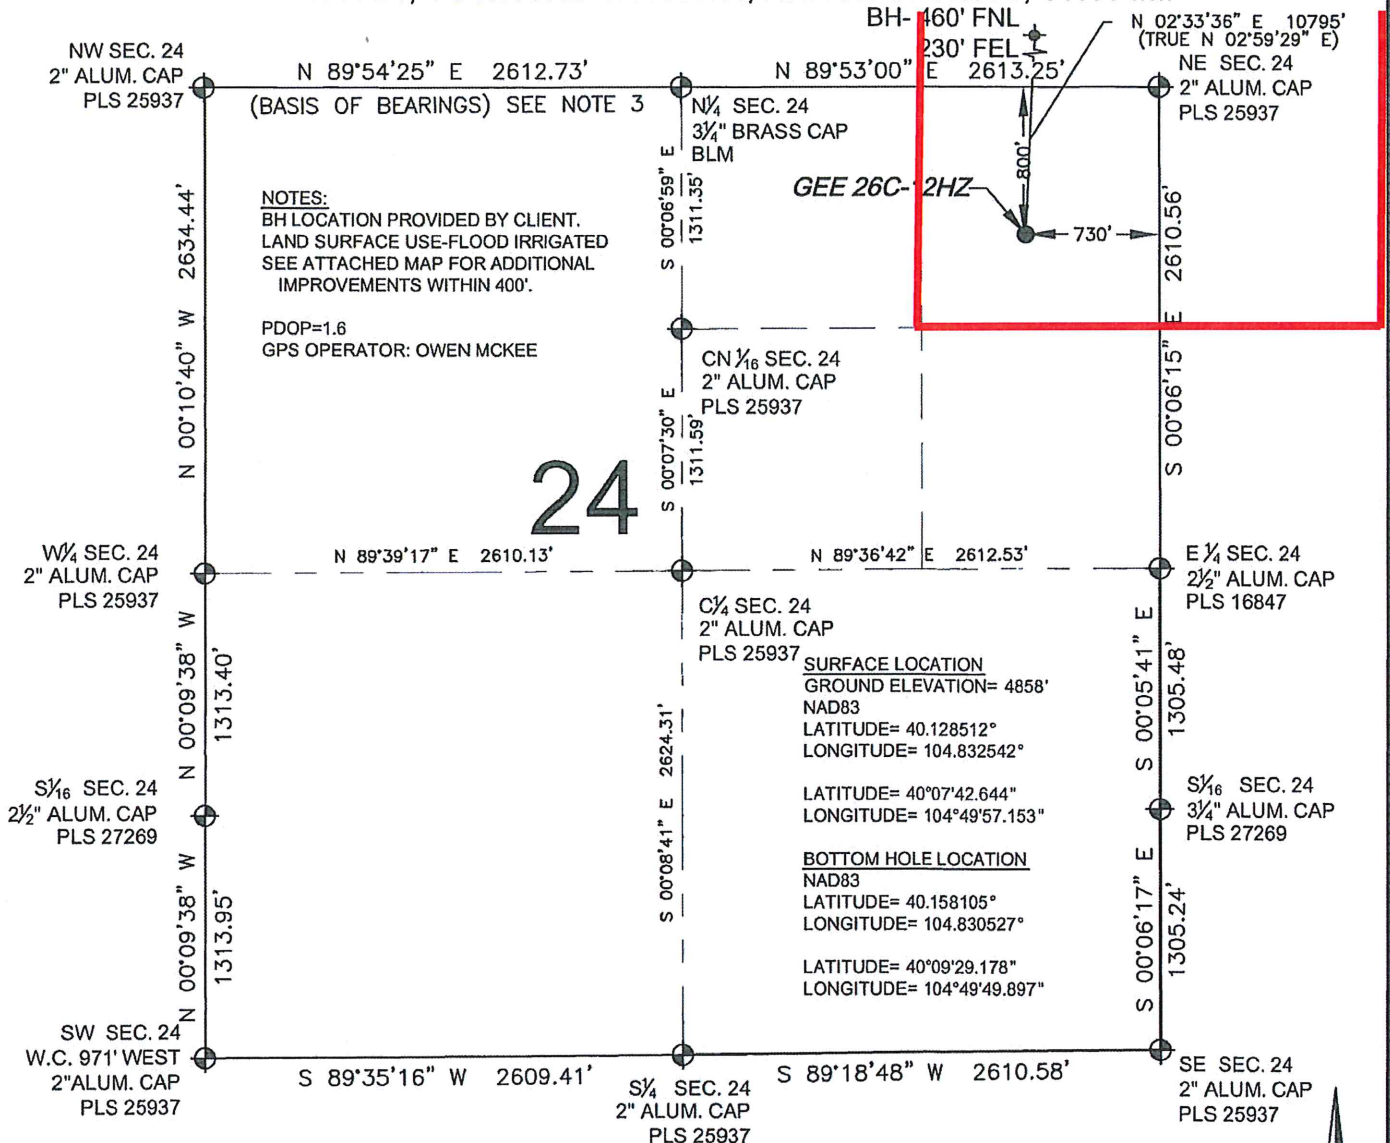 BH- 460' FNL
230' FEL
N 02°33'36" E 10795'
(TRUE N 02°59'29" E)
NW SEC. 24
2" ALUM. CAP
PLS 25937
N 89°54'25" E 2612.73'
(BASIS OF BEARINGS) SEE NOTE 3
N 89°53'00" E 2613.25'
NE SEC. 24
2" ALUM. CAP
PLS 25937
N¼ SEC. 24
3¼" BRASS CAP
BLM
NOTES:
BH LOCATION PROVIDED BY CLIENT.
LAND SURFACE USE-FLOOD IRRIGATED
SEE ATTACHED MAP FOR ADDITIONAL
IMPROVEMENTS WITHIN 400'.
PDOP=1.6
GPS OPERATOR: OWEN MCKEE
N 00°10'40" W 2634.44'
S 00°06'59" E
1311.35'
GEE 26C-12HZ
800'
730'
S 00°06'15" E 2610.56'
CN 1/16 SEC. 24
2" ALUM. CAP
PLS 25937
S 00°07'30" E
1311.59'
24
W¼ SEC. 24
2" ALUM. CAP
PLS 25937
N 89°39'17" E 2610.13'
N 89°36'42" E 2612.53'
E ¼ SEC. 24
2½" ALUM. CAP
PLS 16847
C¼ SEC. 24
2" ALUM. CAP
PLS 25937
N 00°09'38" W
1313.40'
S 00°08'41" E 2624.31'
SURFACE LOCATION
GROUND ELEVATION= 4858'
NAD83
LATITUDE= 40.128512°
LONGITUDE= 104.832542°
LATITUDE= 40°07'42.644"
LONGITUDE= 104°49'57.153"
BOTTOM HOLE LOCATION
NAD83
LATITUDE= 40.158105°
LONGITUDE= 104.830527°
LATITUDE= 40°09'29.178"
LONGITUDE= 104°49'49.897"
S 00°05'41" E
1305.48'
S1/16 SEC. 24
2½" ALUM. CAP
PLS 27269
S1/16 SEC. 24
3¼" ALUM. CAP
PLS 27269
N 00°09'38" W
1313.95'
S 00°06'17" E
1305.24'
SW SEC. 24
W.C. 971' WEST
2"ALUM. CAP
PLS 25937
S 89°35'16" W 2609.41'
S¼ SEC. 24
2" ALUM. CAP
PLS 25937
S 89°18'48" W 2610.58'
SE SEC. 24
2" ALUM. CAP
PLS 25937